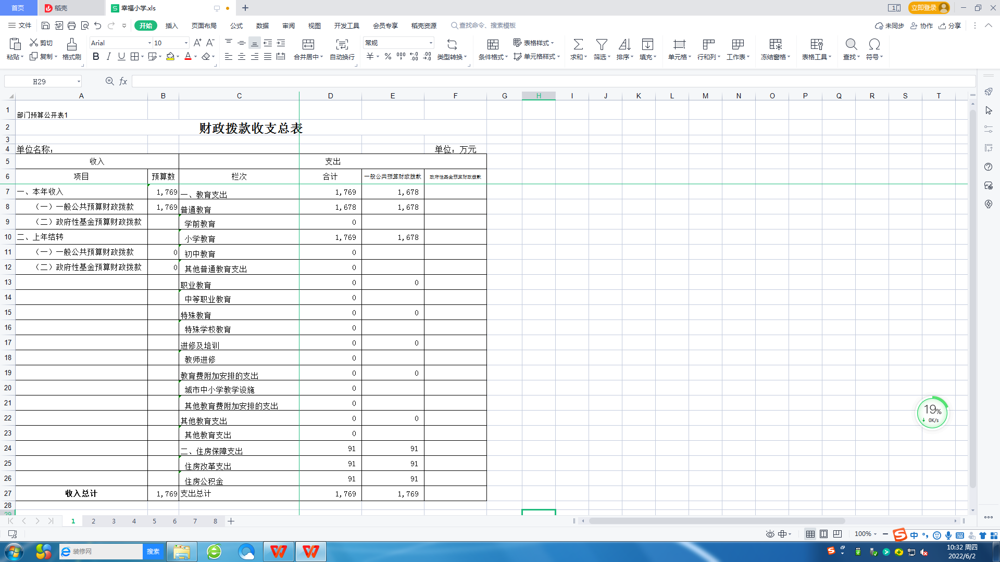 首页 稻壳 幸福小学.xls 立即登录
文件 开始 插入 页面布局 公式 数据 审阅 视图 开发工具 会员专享 稻壳资源 查找命令、搜索模板 未同步 协作 分享
剪切 Arial 10 常规 表格样式
粘贴 复制 格式刷 合并居中 自动换行 类型转换 条件格式 单元格样式 求和 筛选 排序 填充 单元格 行和列 工作表 冻结窗格 表格工具 查找 符号
H29 fx
A B C D E F G H I J K L M N O P Q R S T
1 部门预算公开表1
2 财政拨款收支总表
3
4 单位名称: 单位：万元
5 收入 支出
6 项目 预算数 栏次 合计 一般公共预算财政拨款 政府性基金预算财政拨款
7 一、本年收入 1,769 一、教育支出 1,769 1,678
8 （一）一般公共预算财政拨款 1,769 普通教育 1,678 1,678
9 （二）政府性基金预算财政拨款 学前教育 0
10 二、上年结转 小学教育 1,769 1,678
11 （一）一般公共预算财政拨款 0 初中教育 0
12 （二）政府性基金预算财政拨款 0 其他普通教育支出 0
13 职业教育 0 0
14 中等职业教育 0
15 特殊教育 0 0
16 特殊学校教育 0
17 进修及培训 0 0
18 教师进修 0
19 教育费附加安排的支出 0 0
20 城市中小学教学设施 0
21 其他教育费附加安排的支出 0
22 其他教育支出 0 0
23 其他教育支出 0
24 二、住房保障支出 91 91
25 住房改革支出 91 91
26 住房公积金 91 91
27 收入总计 1,769 支出总计 1,769 1,769
28
29
19%
0K/s
1 2 3 4 5 6 7 8
100% 中
装修网 搜索 10:32 周四
2022/6/2